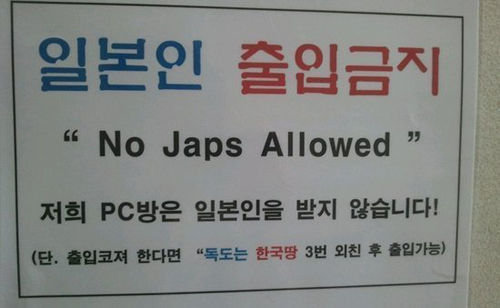 일본인 출입금지
“ No Japs Allowed ”
저희 PC방은 일본인을 받지 않습니다!
(단. 출입코져 한다면 “독도는 한국땅 3번 외친 후 출입가능)